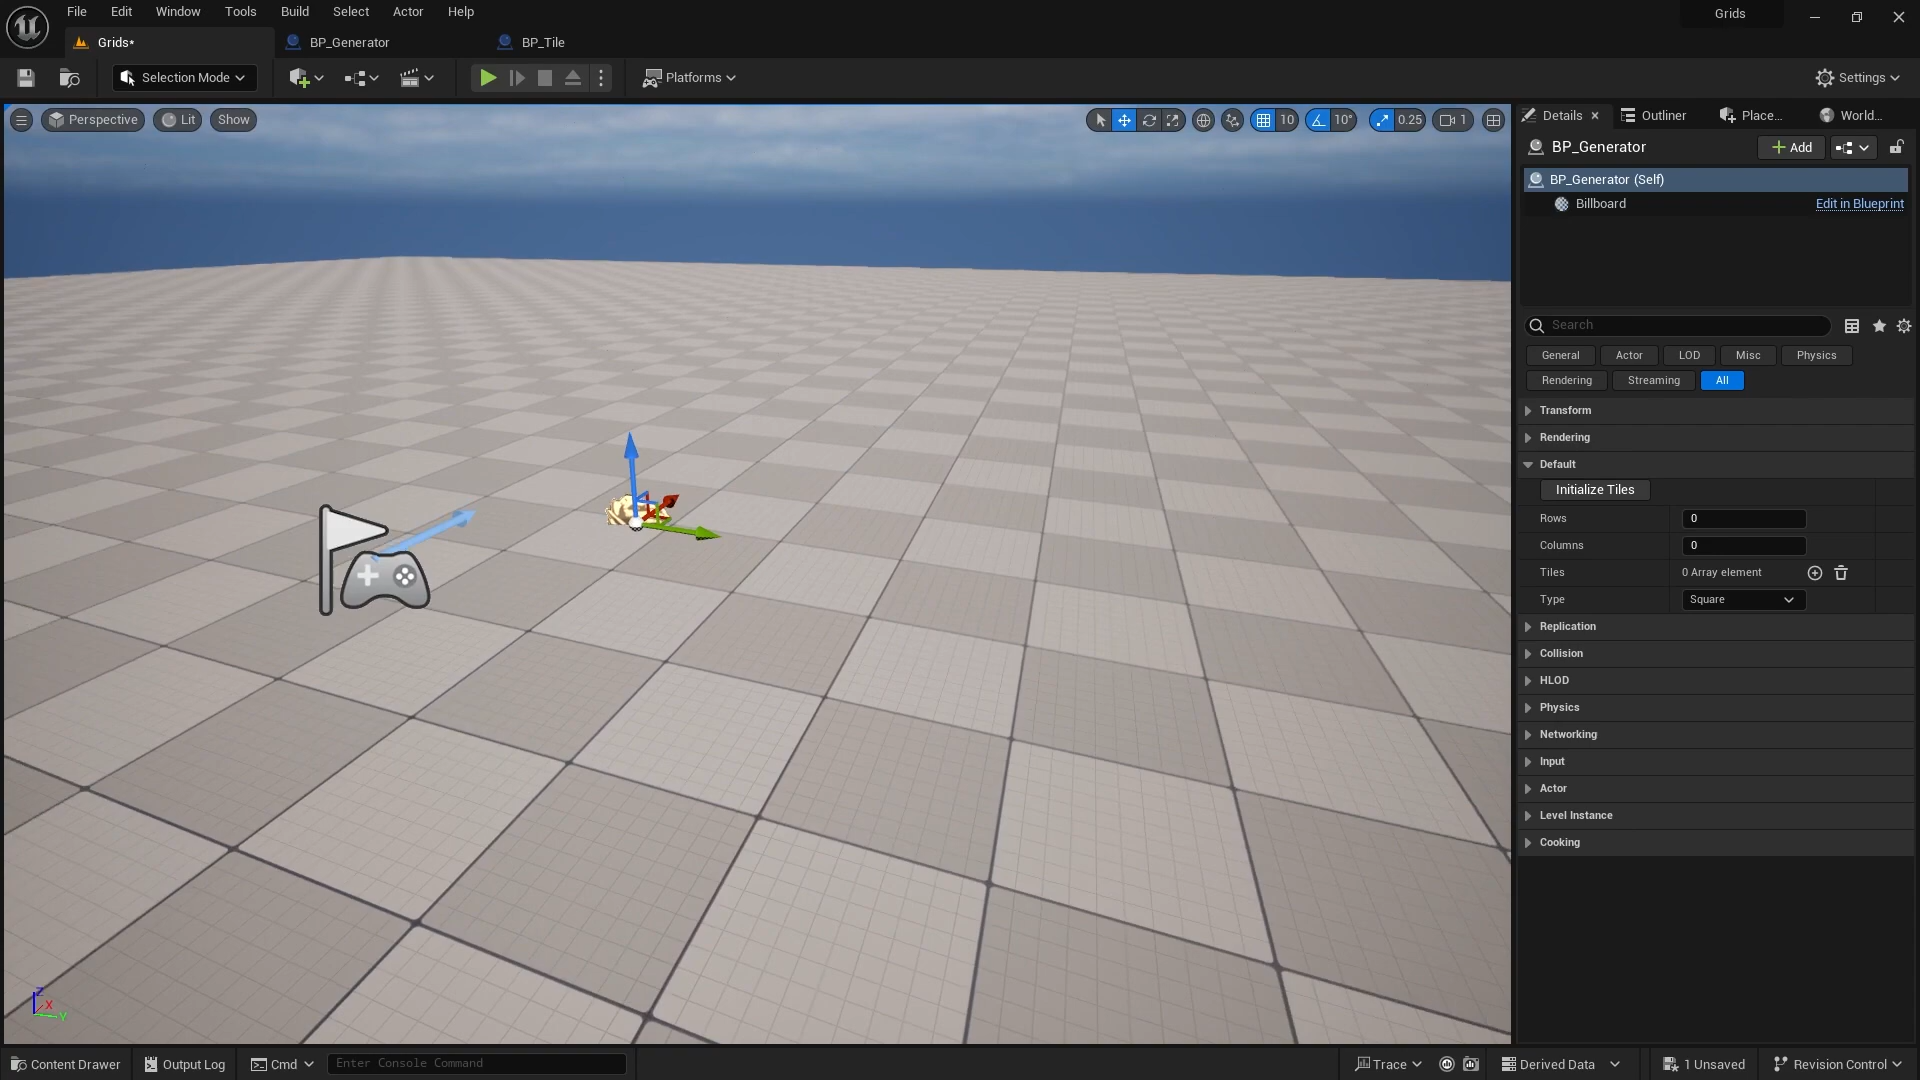 File Edit Window Tools Build Select Actor Help
Grids
Grids* BP_Generator BP_Tile
Selection Mode Platforms Settings
Perspective Lit Show 10 10° 0.25 1
Details Outliner Place... World...
BP_Generator Add
BP_Generator (Self)
Billboard Edit in Blueprint
Search
General Actor LOD Misc Physics
Rendering Streaming All
Transform
Rendering
Default
Initialize Tiles
Rows 0
Columns 0
Tiles 0 Array element
Type Square
Replication
Collision
HLOD
Physics
Networking
Input
Actor
Level Instance
Cooking
Z
X
Y
Content Drawer Output Log Cmd Enter Console Command Trace Derived Data 1 Unsaved Revision Control